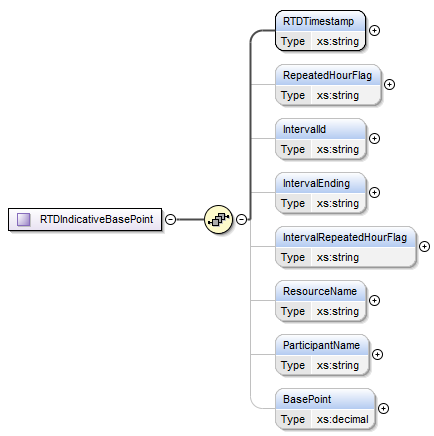 RTDTimestamp
Type xs:string
RepeatedHourFlag
Type xs:string
IntervalId
Type xs:string
IntervalEnding
Type xs:string
RTDIndicativeBasePoint
IntervalRepeatedHourFlag
Type xs:string
ResourceName
Type xs:string
ParticipantName
Type xs:string
BasePoint
Type xs:decimal